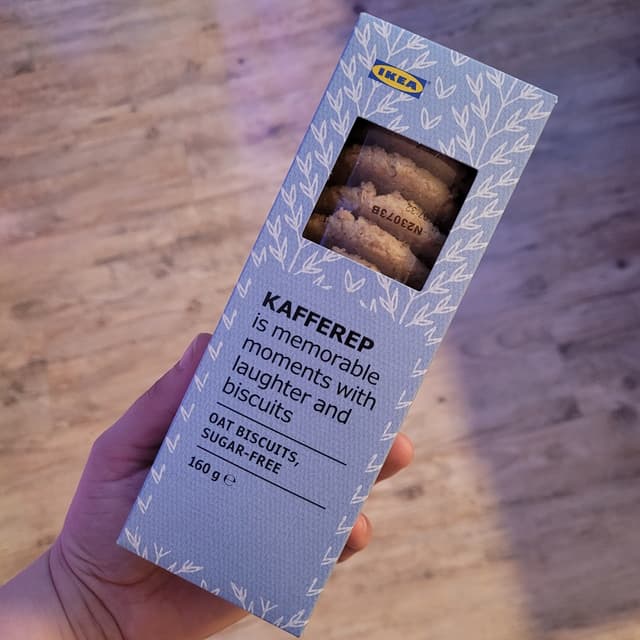 IKEA
N23073B
KAFFEREP
is memorable
moments with
laughter and
biscuits
OAT BISCUITS,
SUGAR-FREE
160 g ℮